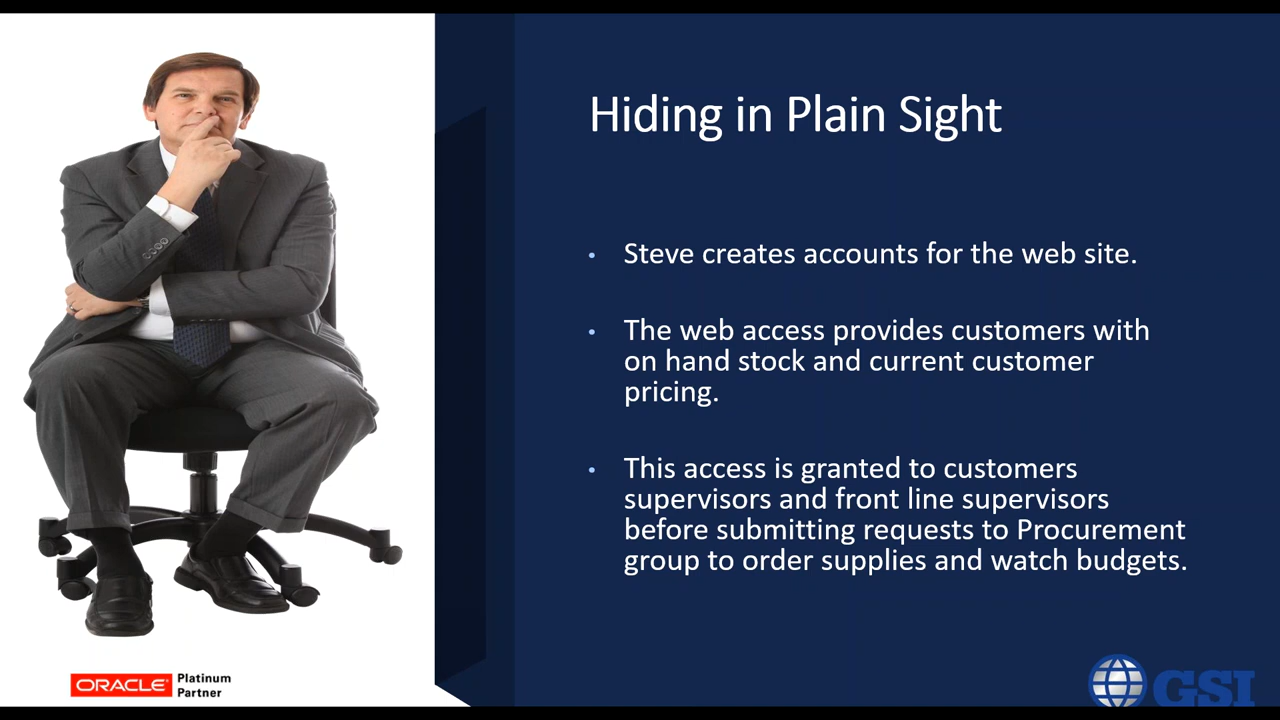 Hiding in Plain Sight
• Steve creates accounts for the web site.
• The web access provides customers with
on hand stock and current customer
pricing.
• This access is granted to customers
supervisors and front line supervisors
before submitting requests to Procurement
group to order supplies and watch budgets.
ORACLE Platinum
Partner
GSI